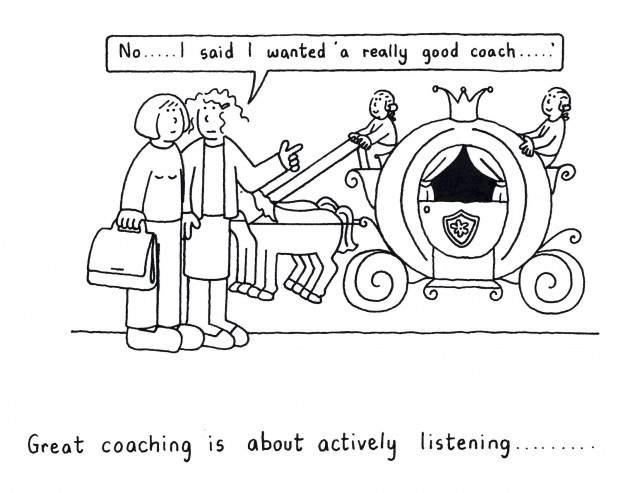 No.....I said I wanted 'a really good coach.....'
Great coaching is about actively listening.........